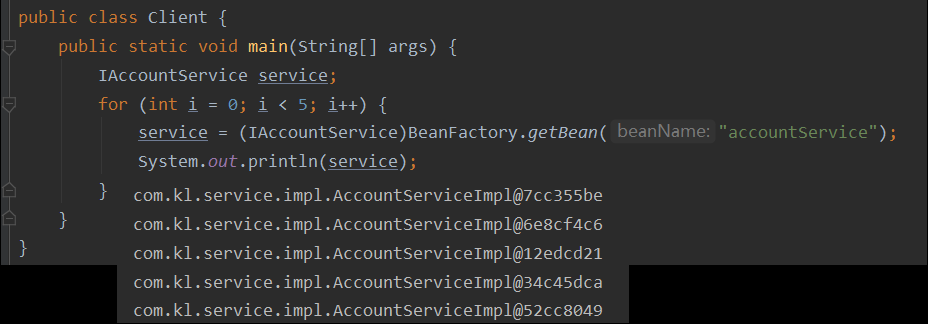 public class Client {
public static void main(String[] args) {
IAccountService service;
for (int i = 0; i < 5; i++) {
service = (IAccountService)BeanFactory.getBean( beanName: "accountService");
System.out.println(service);
}
com.kl.service.impl.AccountServiceImpl@7cc355be
}
com.kl.service.impl.AccountServiceImpl@6e8cf4c6
}
com.kl.service.impl.AccountServiceImpl@12edcd21
com.kl.service.impl.AccountServiceImpl@34c45dca
com.kl.service.impl.AccountServiceImpl@52cc8049